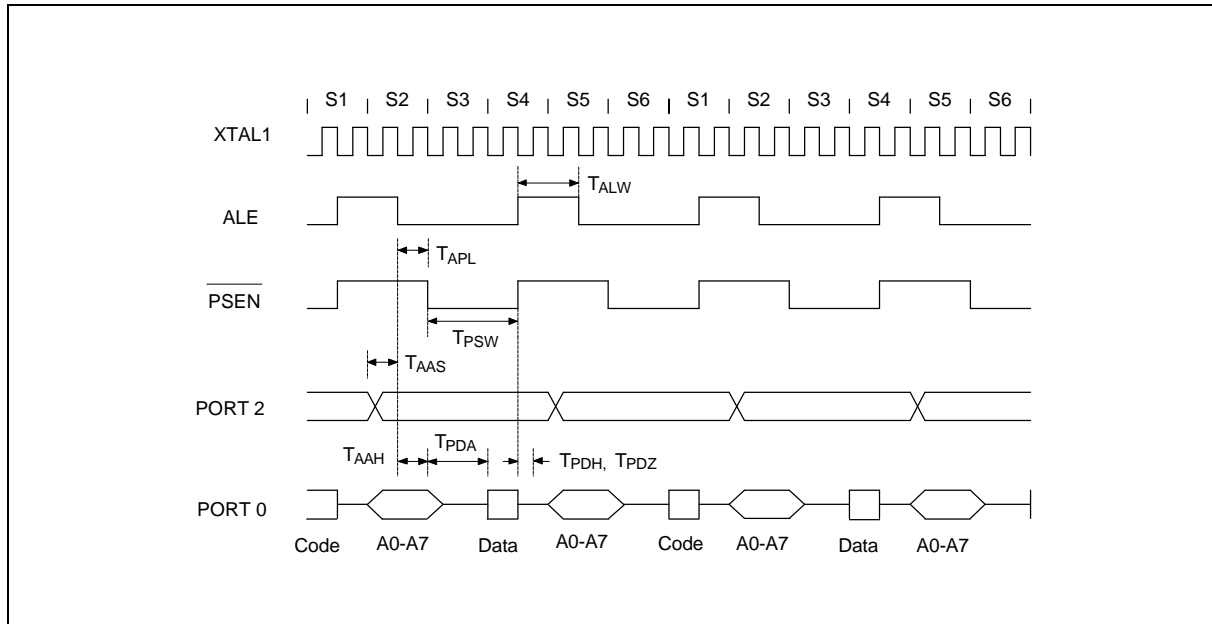 S1 S2 S3 S4 S5 S6 S1 S2 S3 S4 S5 S6
XTAL1
TALW
ALE
TAPL
PSEN
TPSW
TAAS
PORT 2
TAAH TPDA TPDH, TPDZ
PORT 0
Code A0-A7 Data A0-A7 Code A0-A7 Data A0-A7